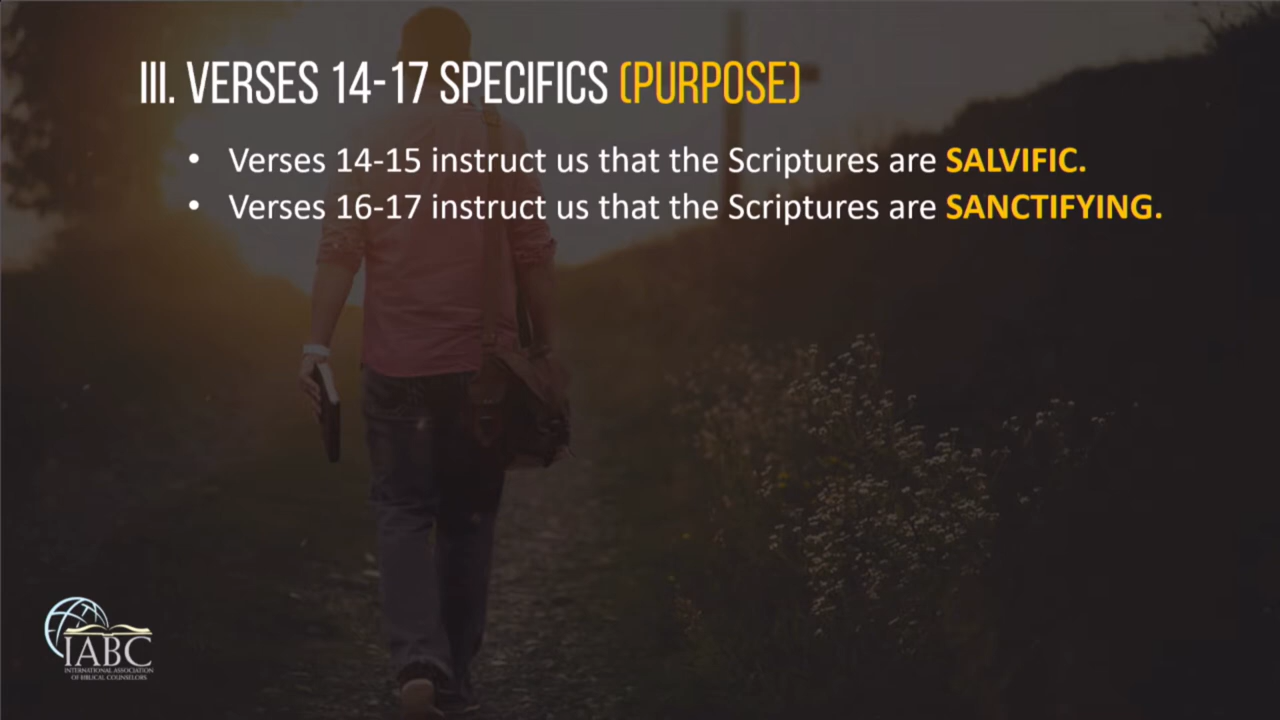 III. VERSES 14-17 SPECIFICS (PURPOSE)
• Verses 14-15 instruct us that the Scriptures are SALVIFIC.
• Verses 16-17 instruct us that the Scriptures are SANCTIFYING.
IABC
INTERNATIONAL ASSOCIATION
OF BIBLICAL COUNSELORS